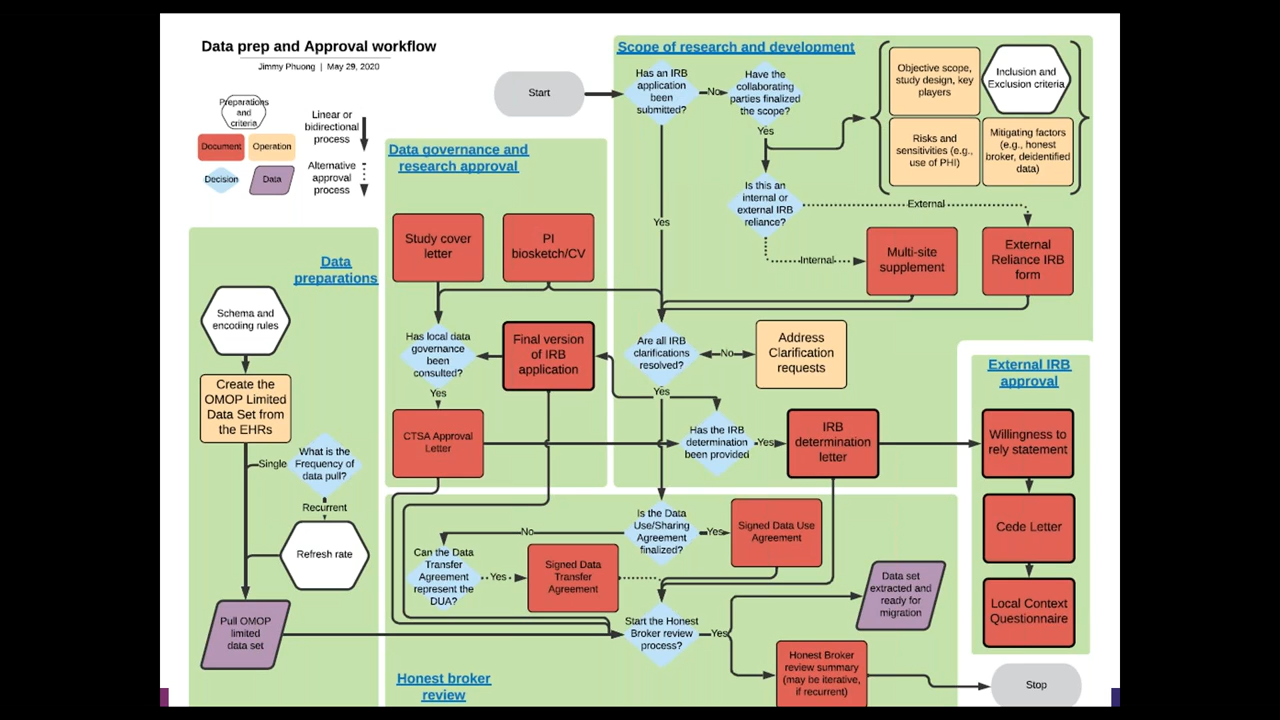 Data prep and Approval workflow
Jimmy Phuong | May 29, 2020
Preparations
and
criteria
Document
Operation
Decision
Data
Linear or
bidirectional
process
Alternative
approval
process
Start
Scope of research and development
Has an IRB
application
been
submitted?
No
Have the
collaborating
parties finalized
the scope?
Yes
Objective scope,
study design, key
players
Inclusion and
Exclusion criteria
Risks and
sensitivities (e.g.,
use of PHI)
Mitigating factors
(e.g., honest
broker, deidentified
data)
Is this an
internal or
external IRB
reliance?
External
Internal
Yes
Multi-site
supplement
External
Reliance IRB
form
Data governance and
research approval
Study cover
letter
PI
biosketch/CV
Has local data
governance
been
consulted?
Final version
of IRB
application
Yes
CTSA Approval
Letter
Are all IRB
clarifications
resolved?
No
Address
Clarification
requests
Yes
Has the IRB
determination
been provided
Yes
IRB
determination
letter
External IRB
approval
Willingness to
rely statement
Cede Letter
Local Context
Questionnaire
Data
preparations
Schema and
encoding rules
Create the
OMOP Limited
Data Set from
the EHRs
What is the
Frequency of
data pull?
Single
Recurrent
Refresh rate
Pull OMOP
limited
data set
Is the Data
Use/Sharing
Agreement
finalized?
No
Yes
Signed Data Use
Agreement
Can the Data
Transfer
Agreement
represent the
DUA?
Yes
Signed Data
Transfer
Agreement
Start the Honest
Broker review
process?
Yes
Data set
extracted and
ready for
migration
Honest Broker
review summary
(may be iterative,
if recurrent)
Honest broker
review
Stop